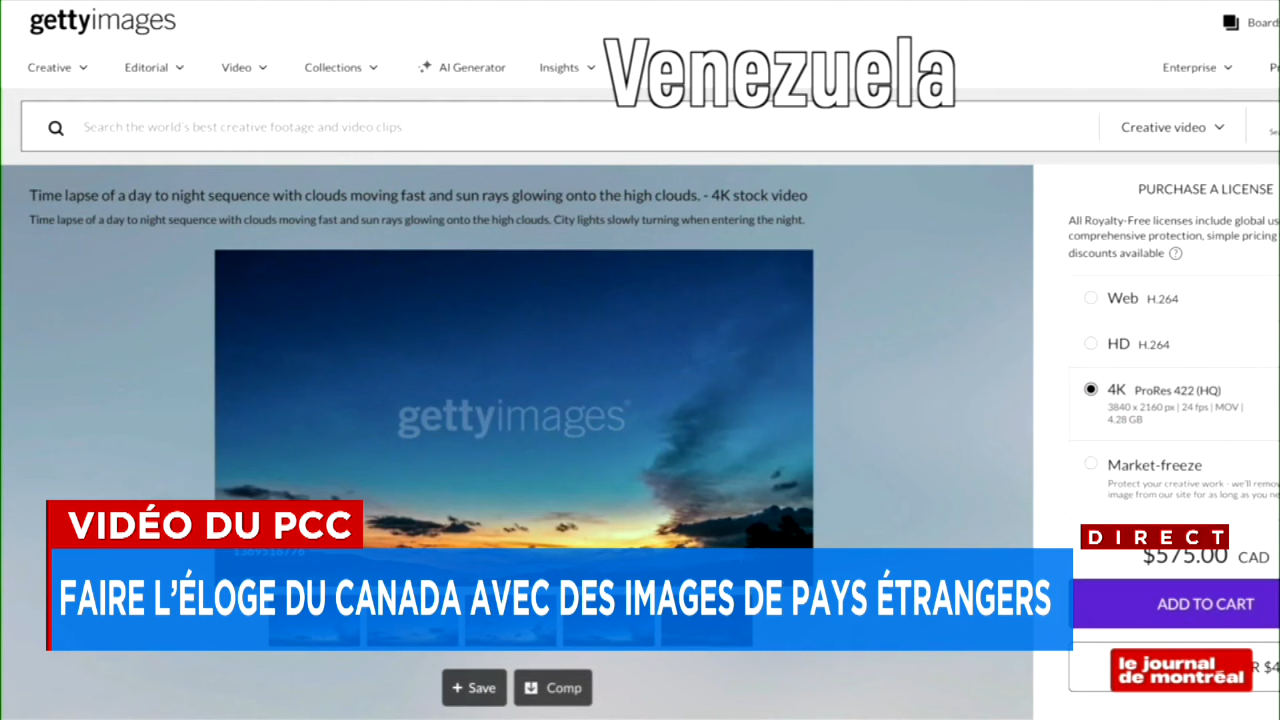 gettyimages
Board
Creative
Editorial
Video
Collections
AI Generator
Insights
Venezuela
Enterprise
Search the world's best creative footage and video clips
Creative video
Time lapse of a day to night sequence with clouds moving fast and sun rays glowing onto the high clouds. - 4K stock video
Time lapse of a day to night sequence with clouds moving fast and sun rays glowing onto the high clouds. City lights slowly turning when entering the night.
PURCHASE A LICENSE
All Royalty-Free licenses include global us
comprehensive protection, simple pricing
discounts available ?
Web H.264
HD H.264
4K ProRes 422 (HQ)
3840 x 2160 px | 24 fps | MOV |
4.28 GB
Market-freeze
Protect your creative work - we'll remov
image from our site for as long as you ne
gettyimages
VIDÉO DU PCC
DIRECT
$575.00 CAD
FAIRE L'ÉLOGE DU CANADA AVEC DES IMAGES DE PAYS ÉTRANGERS
ADD TO CART
le journal
de montréal
R $4
+ Save
Comp